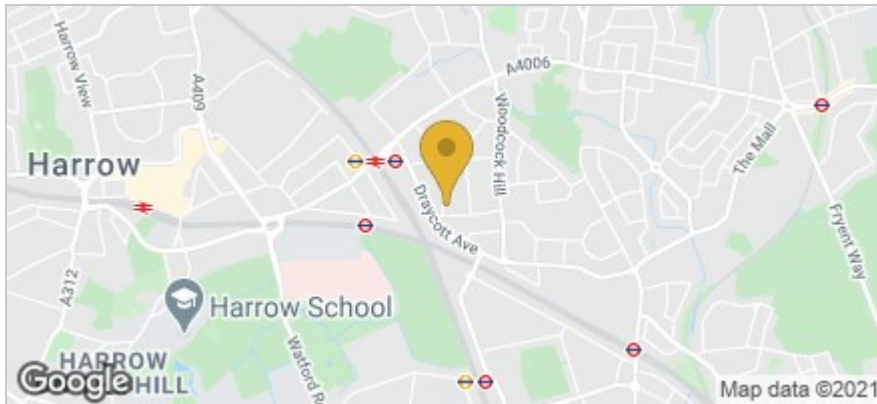 Harrow View
A409
A4006
Woodcock Hill
The Mall
Harrow
Draycott Ave
Fryent Way
A312
Harrow School
Watford R
HARROW
HILL
Google
Map data ©2021